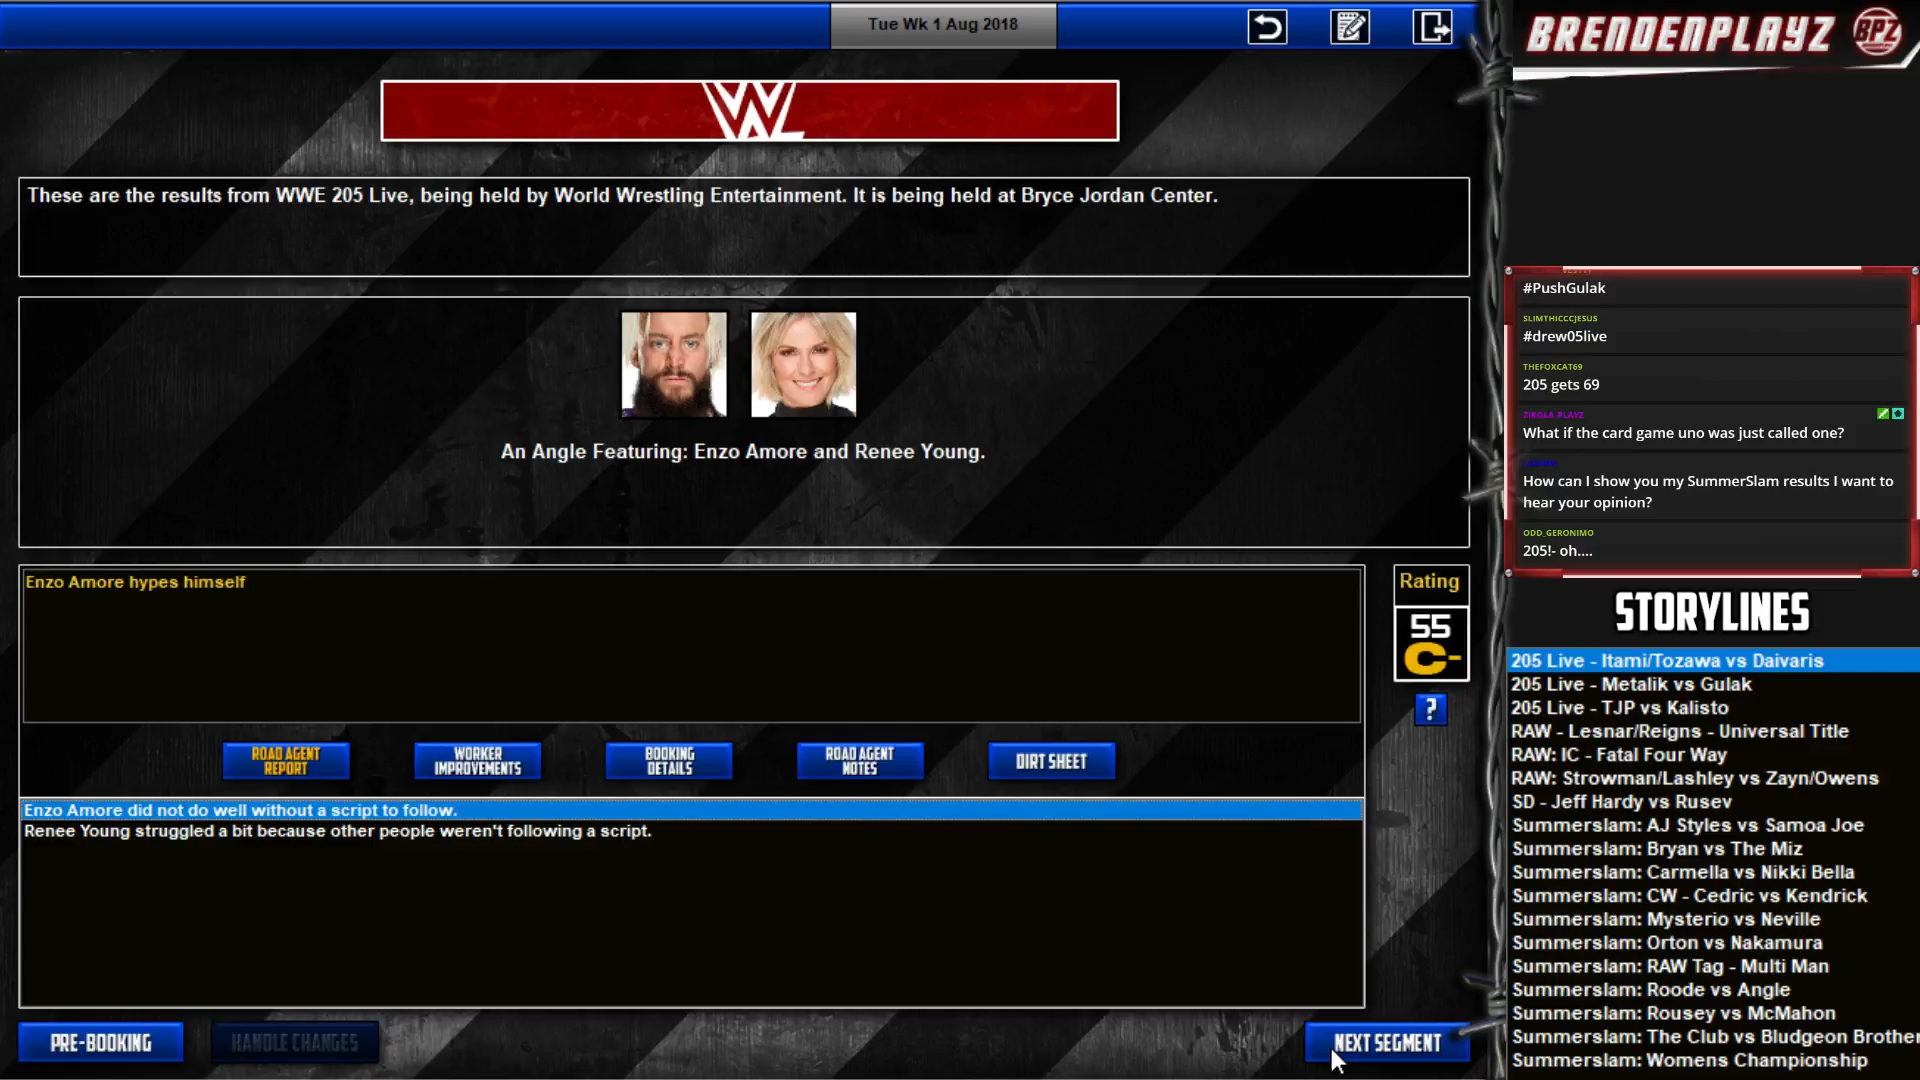 Tue Wk 1 Aug 2018
BRENDENPLAYZ
BPZ
These are the results from WWE 205 Live, being held by World Wrestling Entertainment. It is being held at Bryce Jordan Center.
An Angle Featuring: Enzo Amore and Renee Young.
#PushGulak
SLIMTHICCCJESUS
#drew05live
THEFOXCAT69
205 gets 69
ZIKOLA_PLAYZ
What if the card game uno was just called one?
How can I show you my SummerSlam results I want to
hear your opinion?
ODD_GERONIMO
205!- oh....
Enzo Amore hypes himself
Rating
55
C-
?
ROAD AGENT
REPORT
WORKER
IMPROVEMENTS
BOOKING
DETAILS
ROAD AGENT
NOTES
DIRT SHEET
Enzo Amore did not do well without a script to follow.
Renee Young struggled a bit because other people weren't following a script.
PRE-BOOKING
HANDLE CHANGES
NEXT SEGMENT
STORYLINES
205 Live - Itami/Tozawa vs Daivaris
205 Live - Metalik vs Gulak
205 Live - TJP vs Kalisto
RAW - Lesnar/Reigns - Universal Title
RAW: IC - Fatal Four Way
RAW: Strowman/Lashley vs Zayn/Owens
SD - Jeff Hardy vs Rusev
Summerslam: AJ Styles vs Samoa Joe
Summerslam: Bryan vs The Miz
Summerslam: Carmella vs Nikki Bella
Summerslam: CW - Cedric vs Kendrick
Summerslam: Mysterio vs Neville
Summerslam: Orton vs Nakamura
Summerslam: RAW Tag - Multi Man
Summerslam: Roode vs Angle
Summerslam: Rousey vs McMahon
Summerslam: The Club vs Bludgeon Brother
Summerslam: Womens Championship